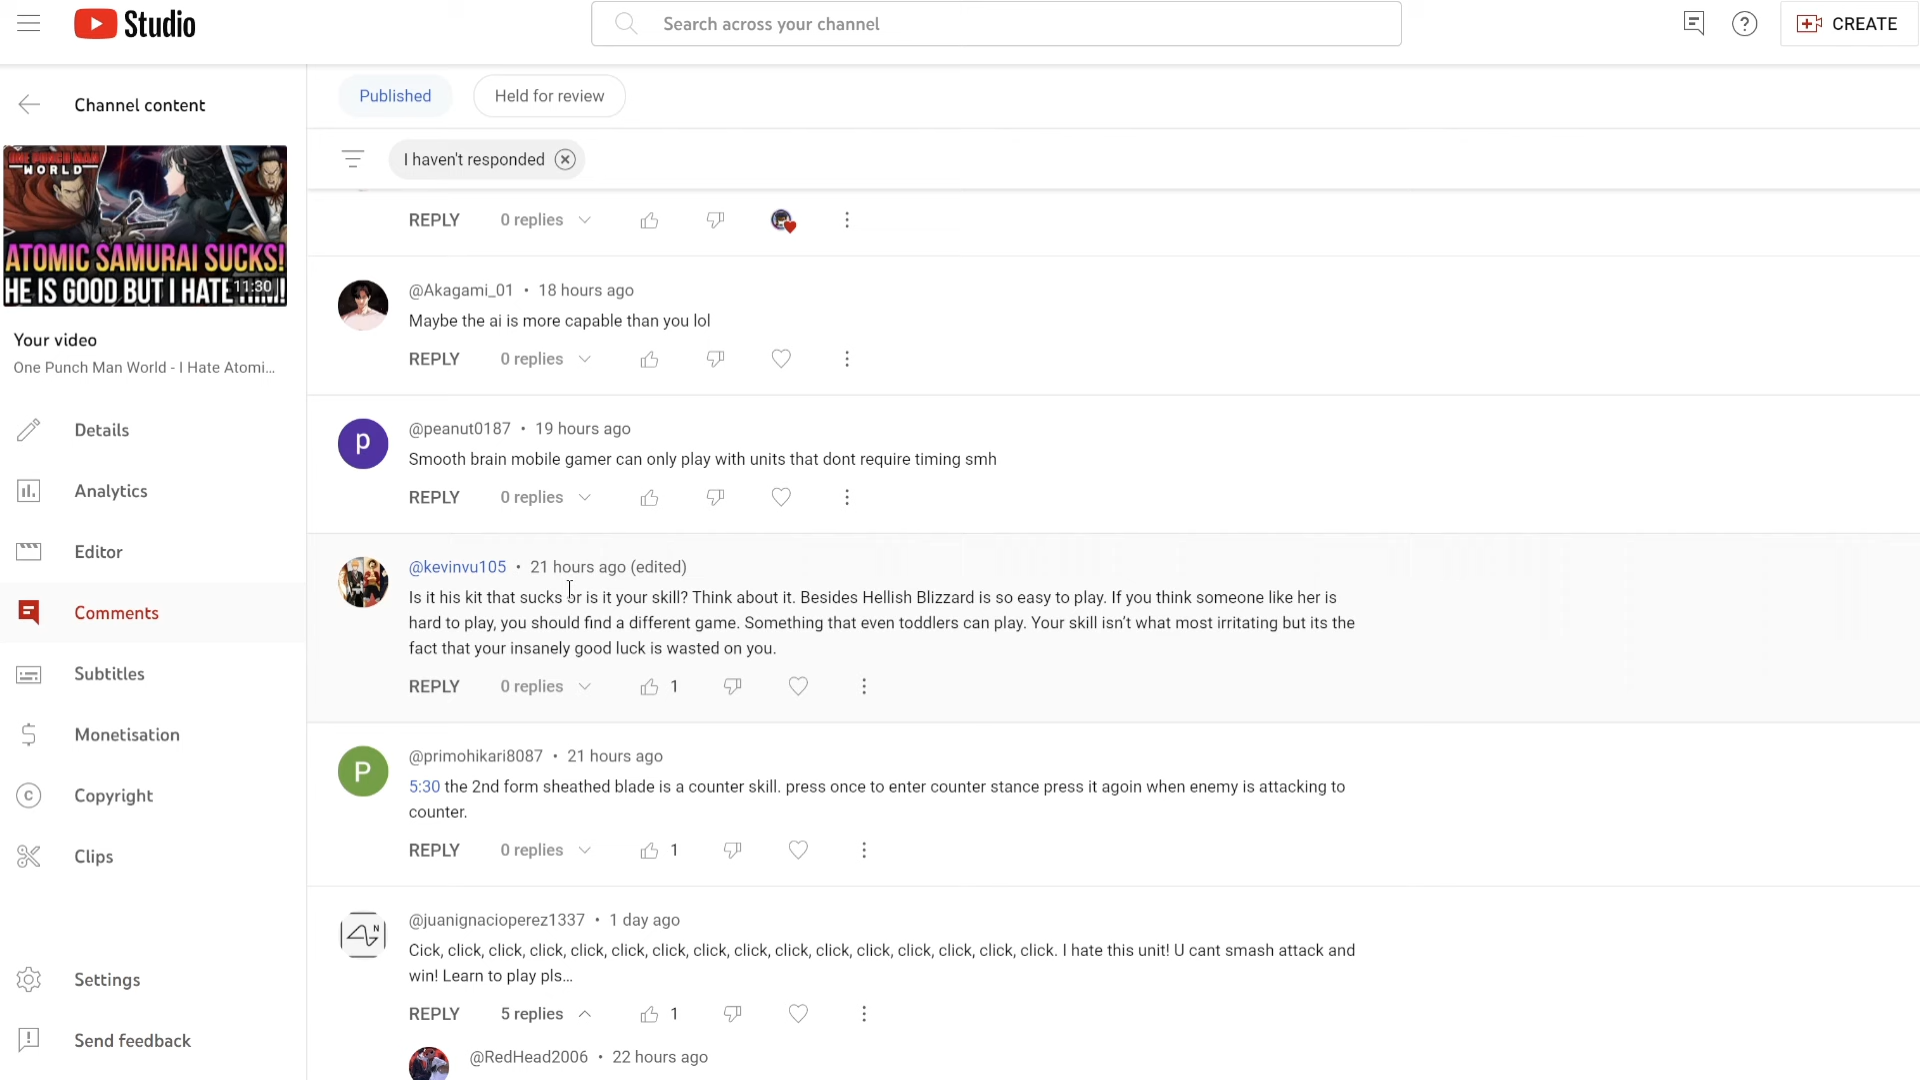 Studio
Search across your channel
CREATE
Channel content
Published
Held for review
I haven't responded
ONE PUNCH MAN
WORLD
ATOMIC SAMURAI SUCKS!
HE IS GOOD BUT I HATE HIM!!
11:30
Your video
One Punch Man World - I Hate Atomi...
Details
Analytics
Editor
Comments
Subtitles
Monetisation
Copyright
Clips
Settings
Send feedback
REPLY 0 replies
@Akagami_01 • 18 hours ago
Maybe the ai is more capable than you lol
REPLY 0 replies
p
@peanut0187 • 19 hours ago
Smooth brain mobile gamer can only play with units that dont require timing smh
REPLY 0 replies
@kevinvu105 • 21 hours ago (edited)
Is it his kit that sucks or is it your skill? Think about it. Besides Hellish Blizzard is so easy to play. If you think someone like her is
hard to play, you should find a different game. Something that even toddlers can play. Your skill isn't what most irritating but its the
fact that your insanely good luck is wasted on you.
REPLY 0 replies 1
P
@primohikari8087 • 21 hours ago
5:30 the 2nd form sheathed blade is a counter skill. press once to enter counter stance press it agoin when enemy is attacking to
counter.
REPLY 0 replies 1
@juanignacioperez1337 • 1 day ago
Cick, click, click, click, click, click, click, click, click, click, click, click, click, click, click, click. I hate this unit! U cant smash attack and
win! Learn to play pls...
REPLY 5 replies 1
@RedHead2006 • 22 hours ago